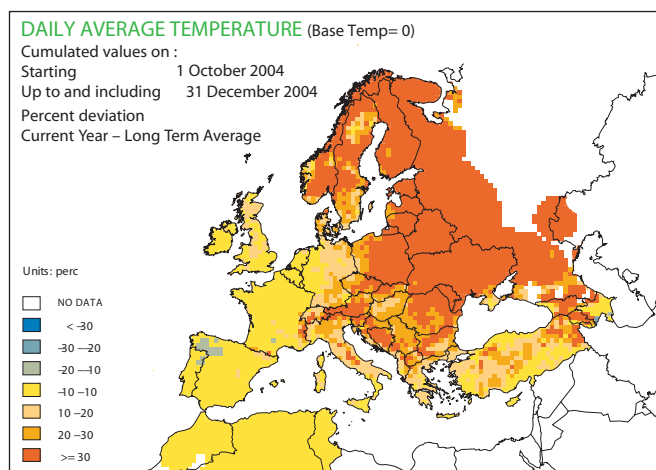 DAILY AVERAGE TEMPERATURE (Base Temp= 0)
Cumulated values on :
Starting 1 October 2004
Up to and including 31 December 2004
Percent deviation
Current Year – Long Term Average
Units: perc
NO DATA
< -30
-30 –-20
-20 –-10
-10 –10
10 –20
20 –30
>= 30